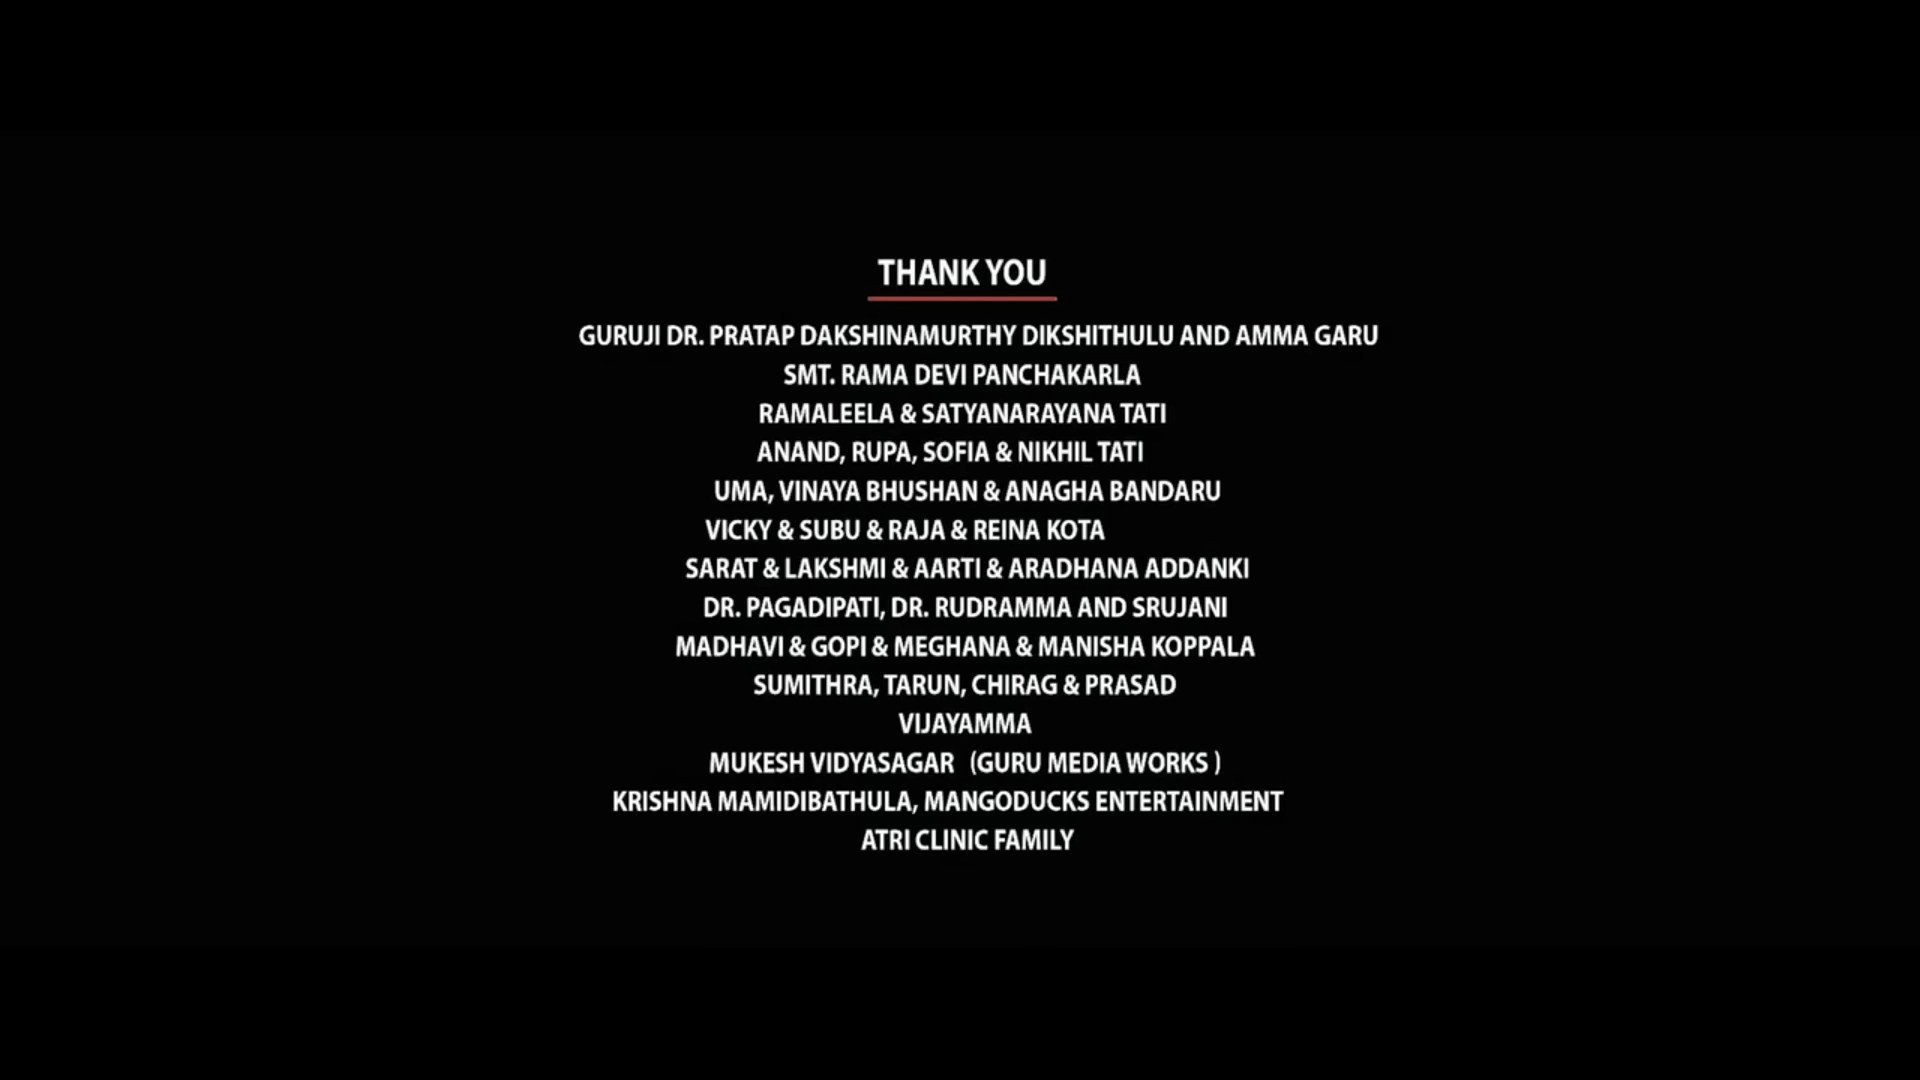 THANK YOU
GURUJI DR. PRATAP DAKSHINAMURTHY DIKSHITHULU AND AMMA GARU
SMT. RAMA DEVI PANCHAKARLA
RAMALEELA & SATYANARAYANA TATI
ANAND, RUPA, SOFIA & NIKHIL TATI
UMA, VINAYA BHUSHAN & ANAGHA BANDARU
VICKY & SUBU & RAJA & REINA KOTA
SARAT & LAKSHMI & AARTI & ARADHANA ADDANKI
DR. PAGADIPATI, DR. RUDRAMMA AND SRUJANI
MADHAVI & GOPI & MEGHANA & MANISHA KOPPALA
SUMITHRA, TARUN, CHIRAG & PRASAD
VIJAYAMMA
MUKESH VIDYASAGAR  (GURU MEDIA WORKS )
KRISHNA MAMIDIBATHULA, MANGODUCKS ENTERTAINMENT
ATRI CLINIC FAMILY